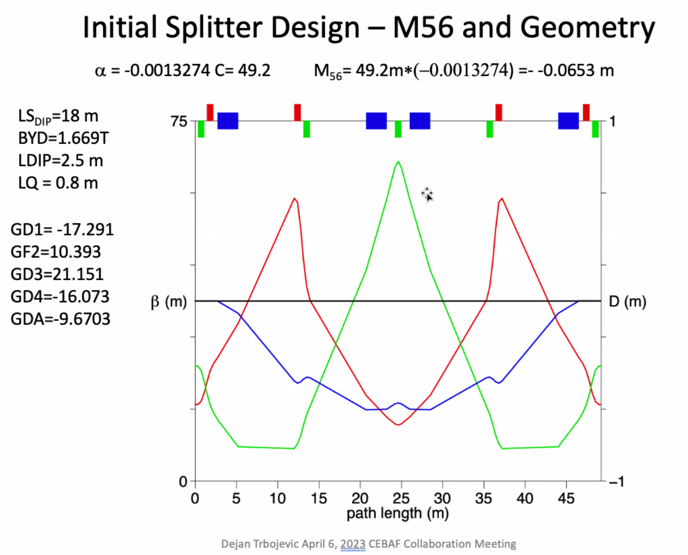 Initial Splitter Design – M56 and Geometry
α = -0.0013274 C= 49.2
M56= 49.2m*(−0.0013274) =- -0.0653 m
LSDIP=18 m
BYD=1.669T
LDIP=2.5 m
LQ = 0.8 m
GD1= -17.291
GF2=10.393
GD3=21.151
GD4=-16.073
GDA=-9.6703
75
1
β (m)
D (m)
0
−1
0 5 10 15 20 25 30 35 40 45
path length (m)
Dejan Trbojevic April 6, 2023 CEBAF Collaboration Meeting